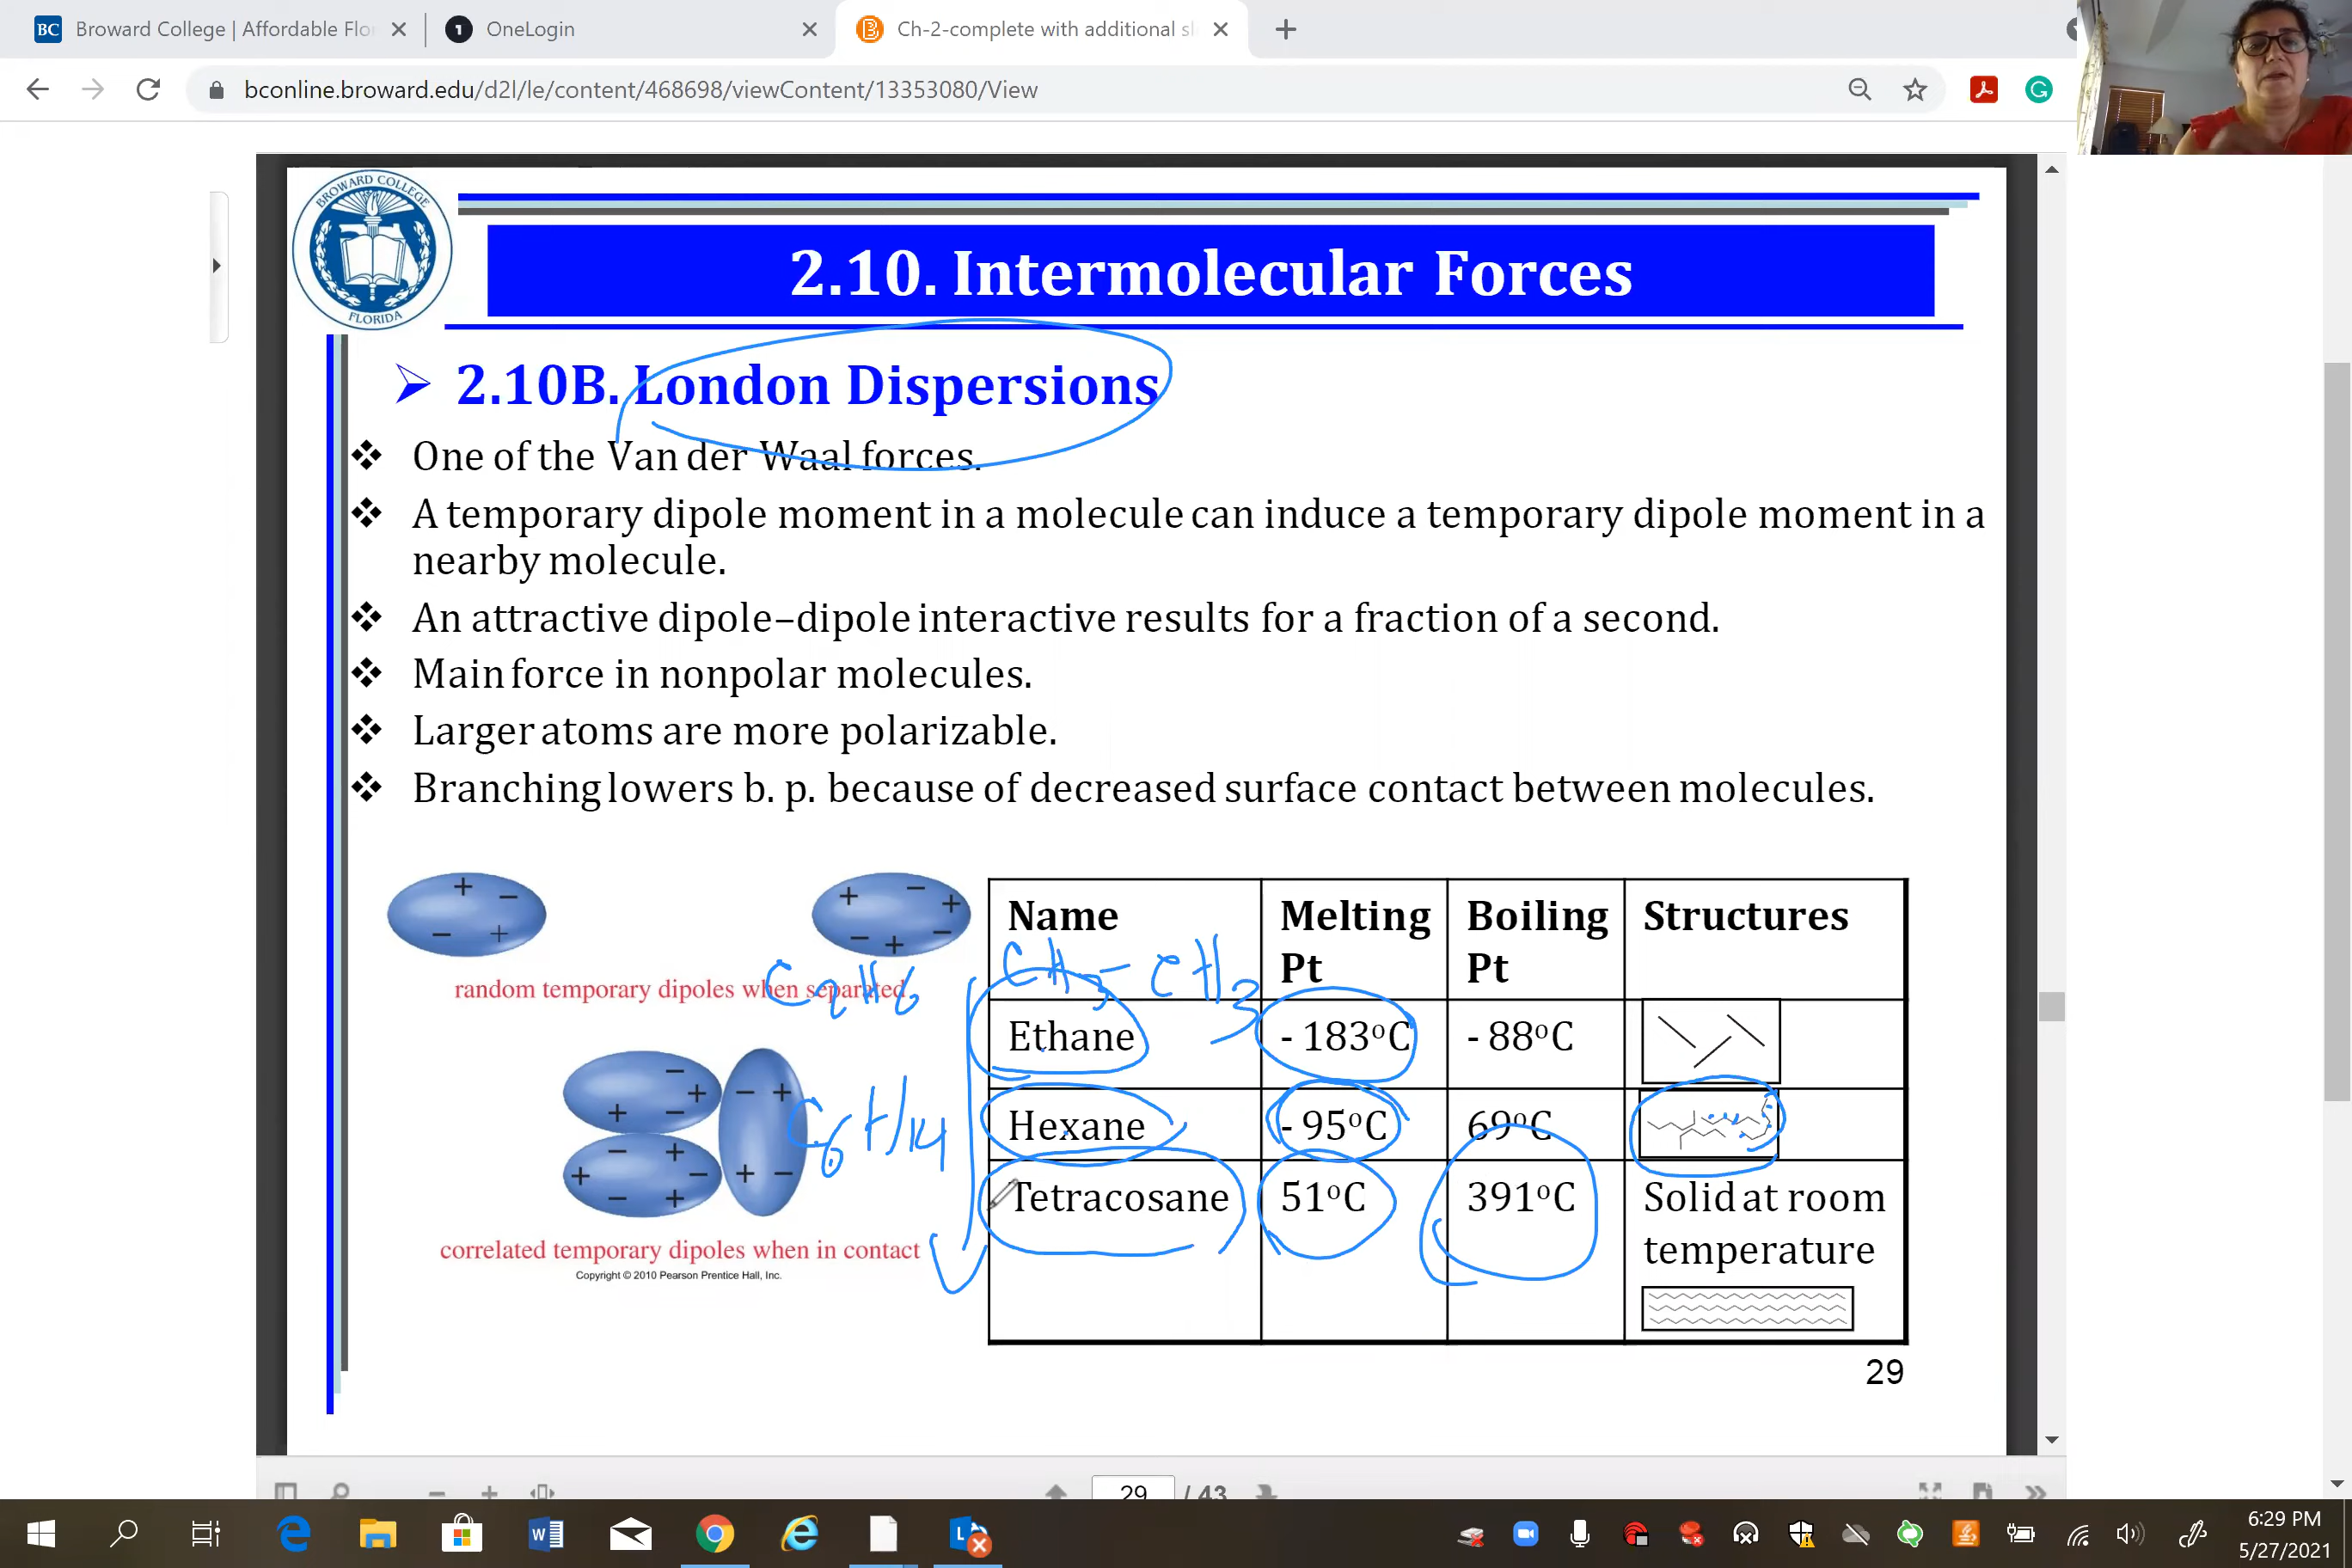 Broward College | Affordable Flo
OneLogin
Ch-2-complete with additional sl
bconline.broward.edu/d2l/le/content/468698/viewContent/13353080/View
BROWARD COLLEGE
FLORIDA
2.10. Intermolecular Forces
2.10B. London Dispersions
One of the Van der Waal forces.
A temporary dipole moment in a molecule can induce a temporary dipole moment in a
nearby molecule.
An attractive dipole–dipole interactive results for a fraction of a second.
Main force in nonpolar molecules.
Larger atoms are more polarizable.
Branching lowers b. p. because of decreased surface contact between molecules.
random temporary dipoles when separated
C2H6
C6H14
correlated temporary dipoles when in contact
Copyright © 2010 Pearson Prentice Hall, Inc.
Name Melting Pt Boiling Pt Structures
CH3-CH3
Ethane - 183°C - 88°C
Hexane - 95°C 69°C
Tetracosane 51°C 391°C Solid at room
temperature
29
29 / 43
6:29 PM
5/27/2021